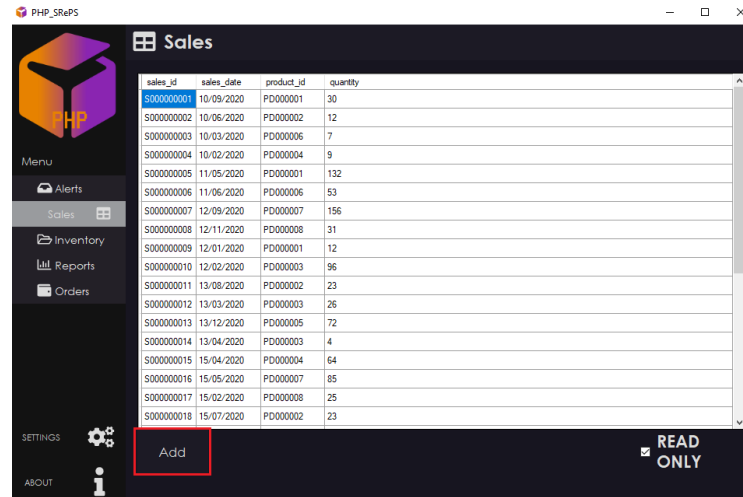 PHP_SRePS
PHP
Menu
Alerts
Sales
Inventory
Reports
Orders
SETTINGS
ABOUT
Sales
sales_id sales_date product_id quantity
S000000001 10/09/2020 PD000001 30
S000000002 10/06/2020 PD000002 12
S000000003 10/03/2020 PD000006 7
S000000004 10/02/2020 PD000004 9
S000000005 11/05/2020 PD000001 132
S000000006 11/06/2020 PD000006 53
S000000007 12/09/2020 PD000007 156
S000000008 12/11/2020 PD000008 31
S000000009 12/01/2020 PD000001 12
S000000010 12/02/2020 PD000003 96
S000000011 13/08/2020 PD000002 23
S000000012 13/03/2020 PD000003 26
S000000013 13/12/2020 PD000005 72
S000000014 13/04/2020 PD000003 4
S000000015 15/04/2020 PD000004 64
S000000016 15/05/2020 PD000007 85
S000000017 15/02/2020 PD000008 25
S000000018 15/07/2020 PD000002 23
Add
READ
ONLY